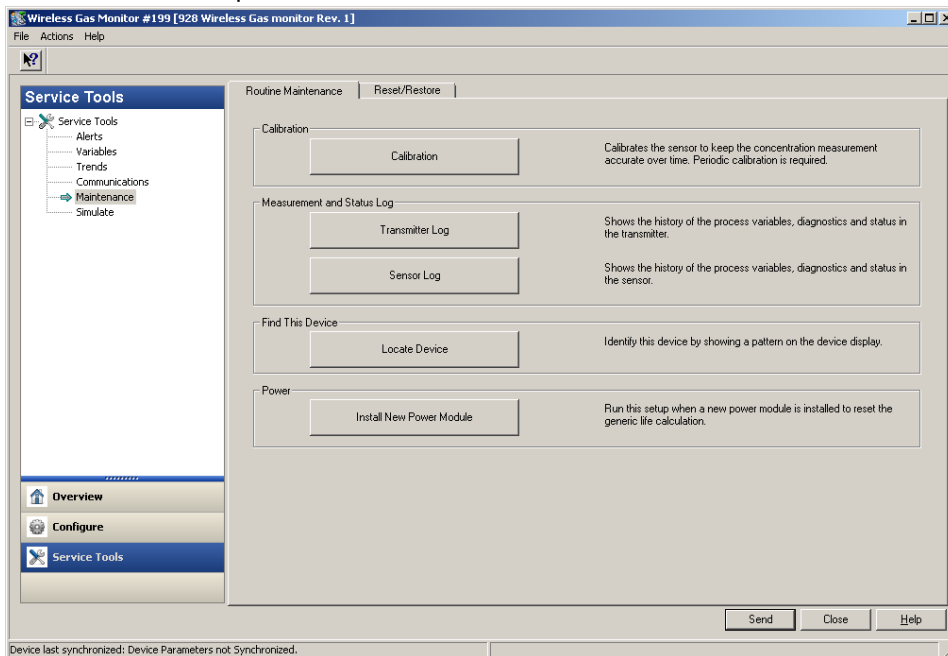 Wireless Gas Monitor #199 [928 Wireless Gas monitor Rev. 1]
File Actions Help
Service Tools
Service Tools
Alerts
Variables
Trends
Communications
Maintenance
Simulate
Overview
Configure
Service Tools
Routine Maintenance Reset/Restore
Calibration
Calibration
Calibrates the sensor to keep the concentration measurement
accurate over time. Periodic calibration is required.
Measurement and Status Log
Transmitter Log
Shows the history of the process variables, diagnostics and status in
the transmitter.
Sensor Log
Shows the history of the process variables, diagnostics and status in
the sensor.
Find This Device
Locate Device
Identify this device by showing a pattern on the device display.
Power
Install New Power Module
Run this setup when a new power module is installed to reset the
generic life calculation.
Send Close Help
Device last synchronized: Device Parameters not Synchronized.